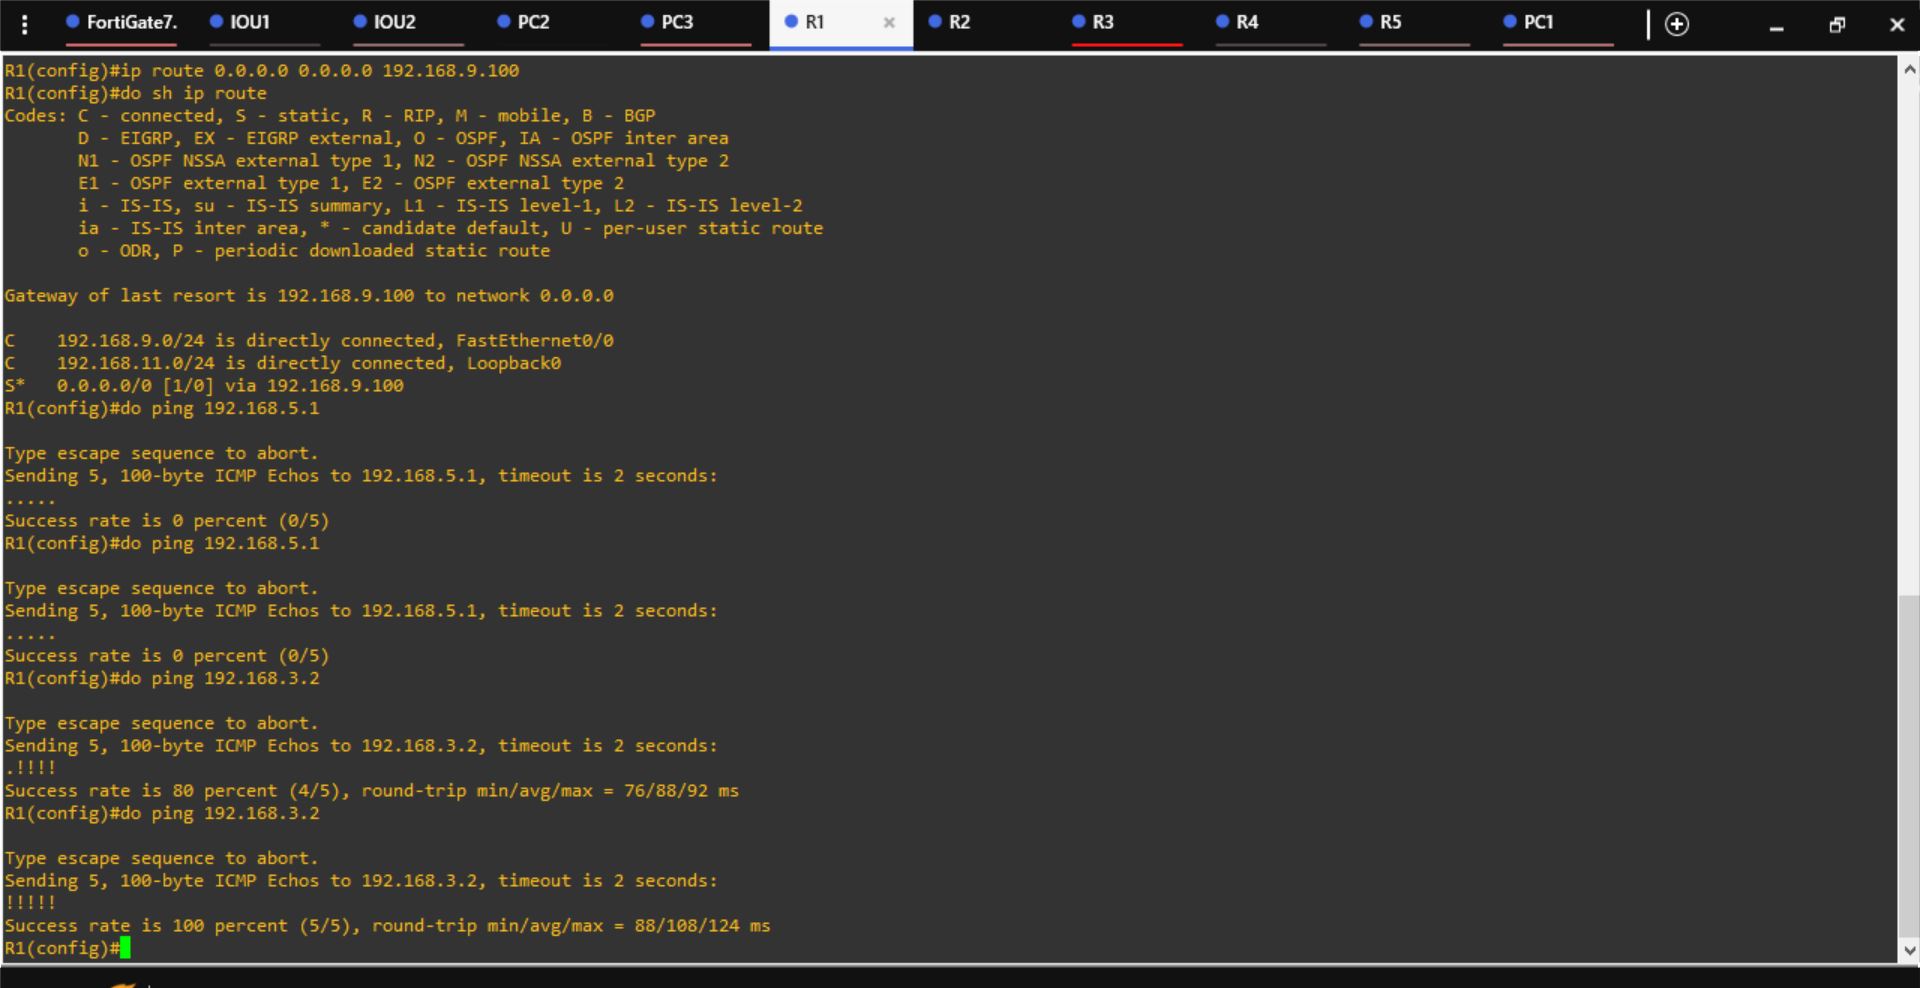 FortiGate7. IOU1 IOU2 PC2 PC3 R1 × R2 R3 R4 R5 PC1
R1(config)#ip route 0.0.0.0 0.0.0.0 192.168.9.100
R1(config)#do sh ip route
Codes: C - connected, S - static, R - RIP, M - mobile, B - BGP
       D - EIGRP, EX - EIGRP external, O - OSPF, IA - OSPF inter area
       N1 - OSPF NSSA external type 1, N2 - OSPF NSSA external type 2
       E1 - OSPF external type 1, E2 - OSPF external type 2
       i - IS-IS, su - IS-IS summary, L1 - IS-IS level-1, L2 - IS-IS level-2
       ia - IS-IS inter area, * - candidate default, U - per-user static route
       o - ODR, P - periodic downloaded static route
Gateway of last resort is 192.168.9.100 to network 0.0.0.0
C    192.168.9.0/24 is directly connected, FastEthernet0/0
C    192.168.11.0/24 is directly connected, Loopback0
S*   0.0.0.0/0 [1/0] via 192.168.9.100
R1(config)#do ping 192.168.5.1
Type escape sequence to abort.
Sending 5, 100-byte ICMP Echos to 192.168.5.1, timeout is 2 seconds:
.....
Success rate is 0 percent (0/5)
R1(config)#do ping 192.168.5.1
Type escape sequence to abort.
Sending 5, 100-byte ICMP Echos to 192.168.5.1, timeout is 2 seconds:
.....
Success rate is 0 percent (0/5)
R1(config)#do ping 192.168.3.2
Type escape sequence to abort.
Sending 5, 100-byte ICMP Echos to 192.168.3.2, timeout is 2 seconds:
.!!!!
Success rate is 80 percent (4/5), round-trip min/avg/max = 76/88/92 ms
R1(config)#do ping 192.168.3.2
Type escape sequence to abort.
Sending 5, 100-byte ICMP Echos to 192.168.3.2, timeout is 2 seconds:
!!!!!
Success rate is 100 percent (5/5), round-trip min/avg/max = 88/108/124 ms
R1(config)#